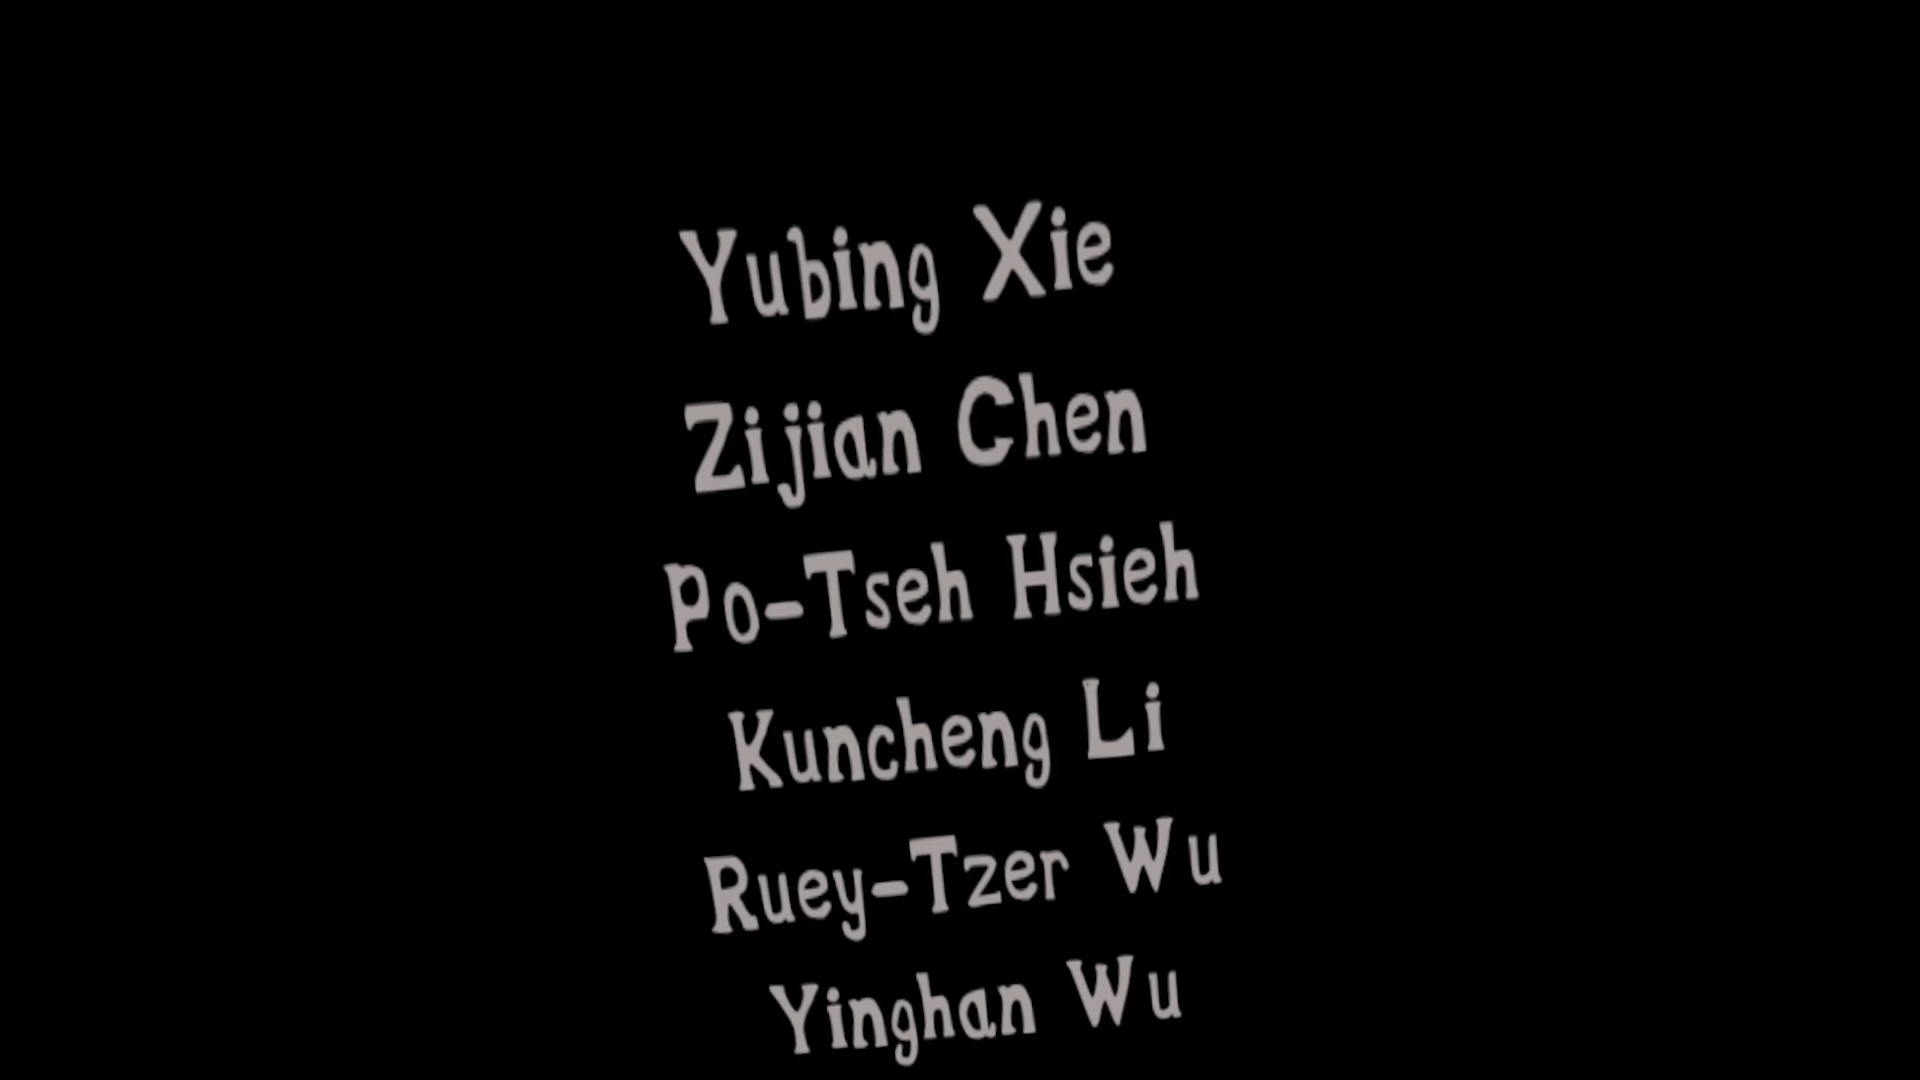 Yubing Xie
Zijian Chen
Po-Tseh Hsieh
Kuncheng Li
Ruey-Tzer Wu
Yinghan Wu